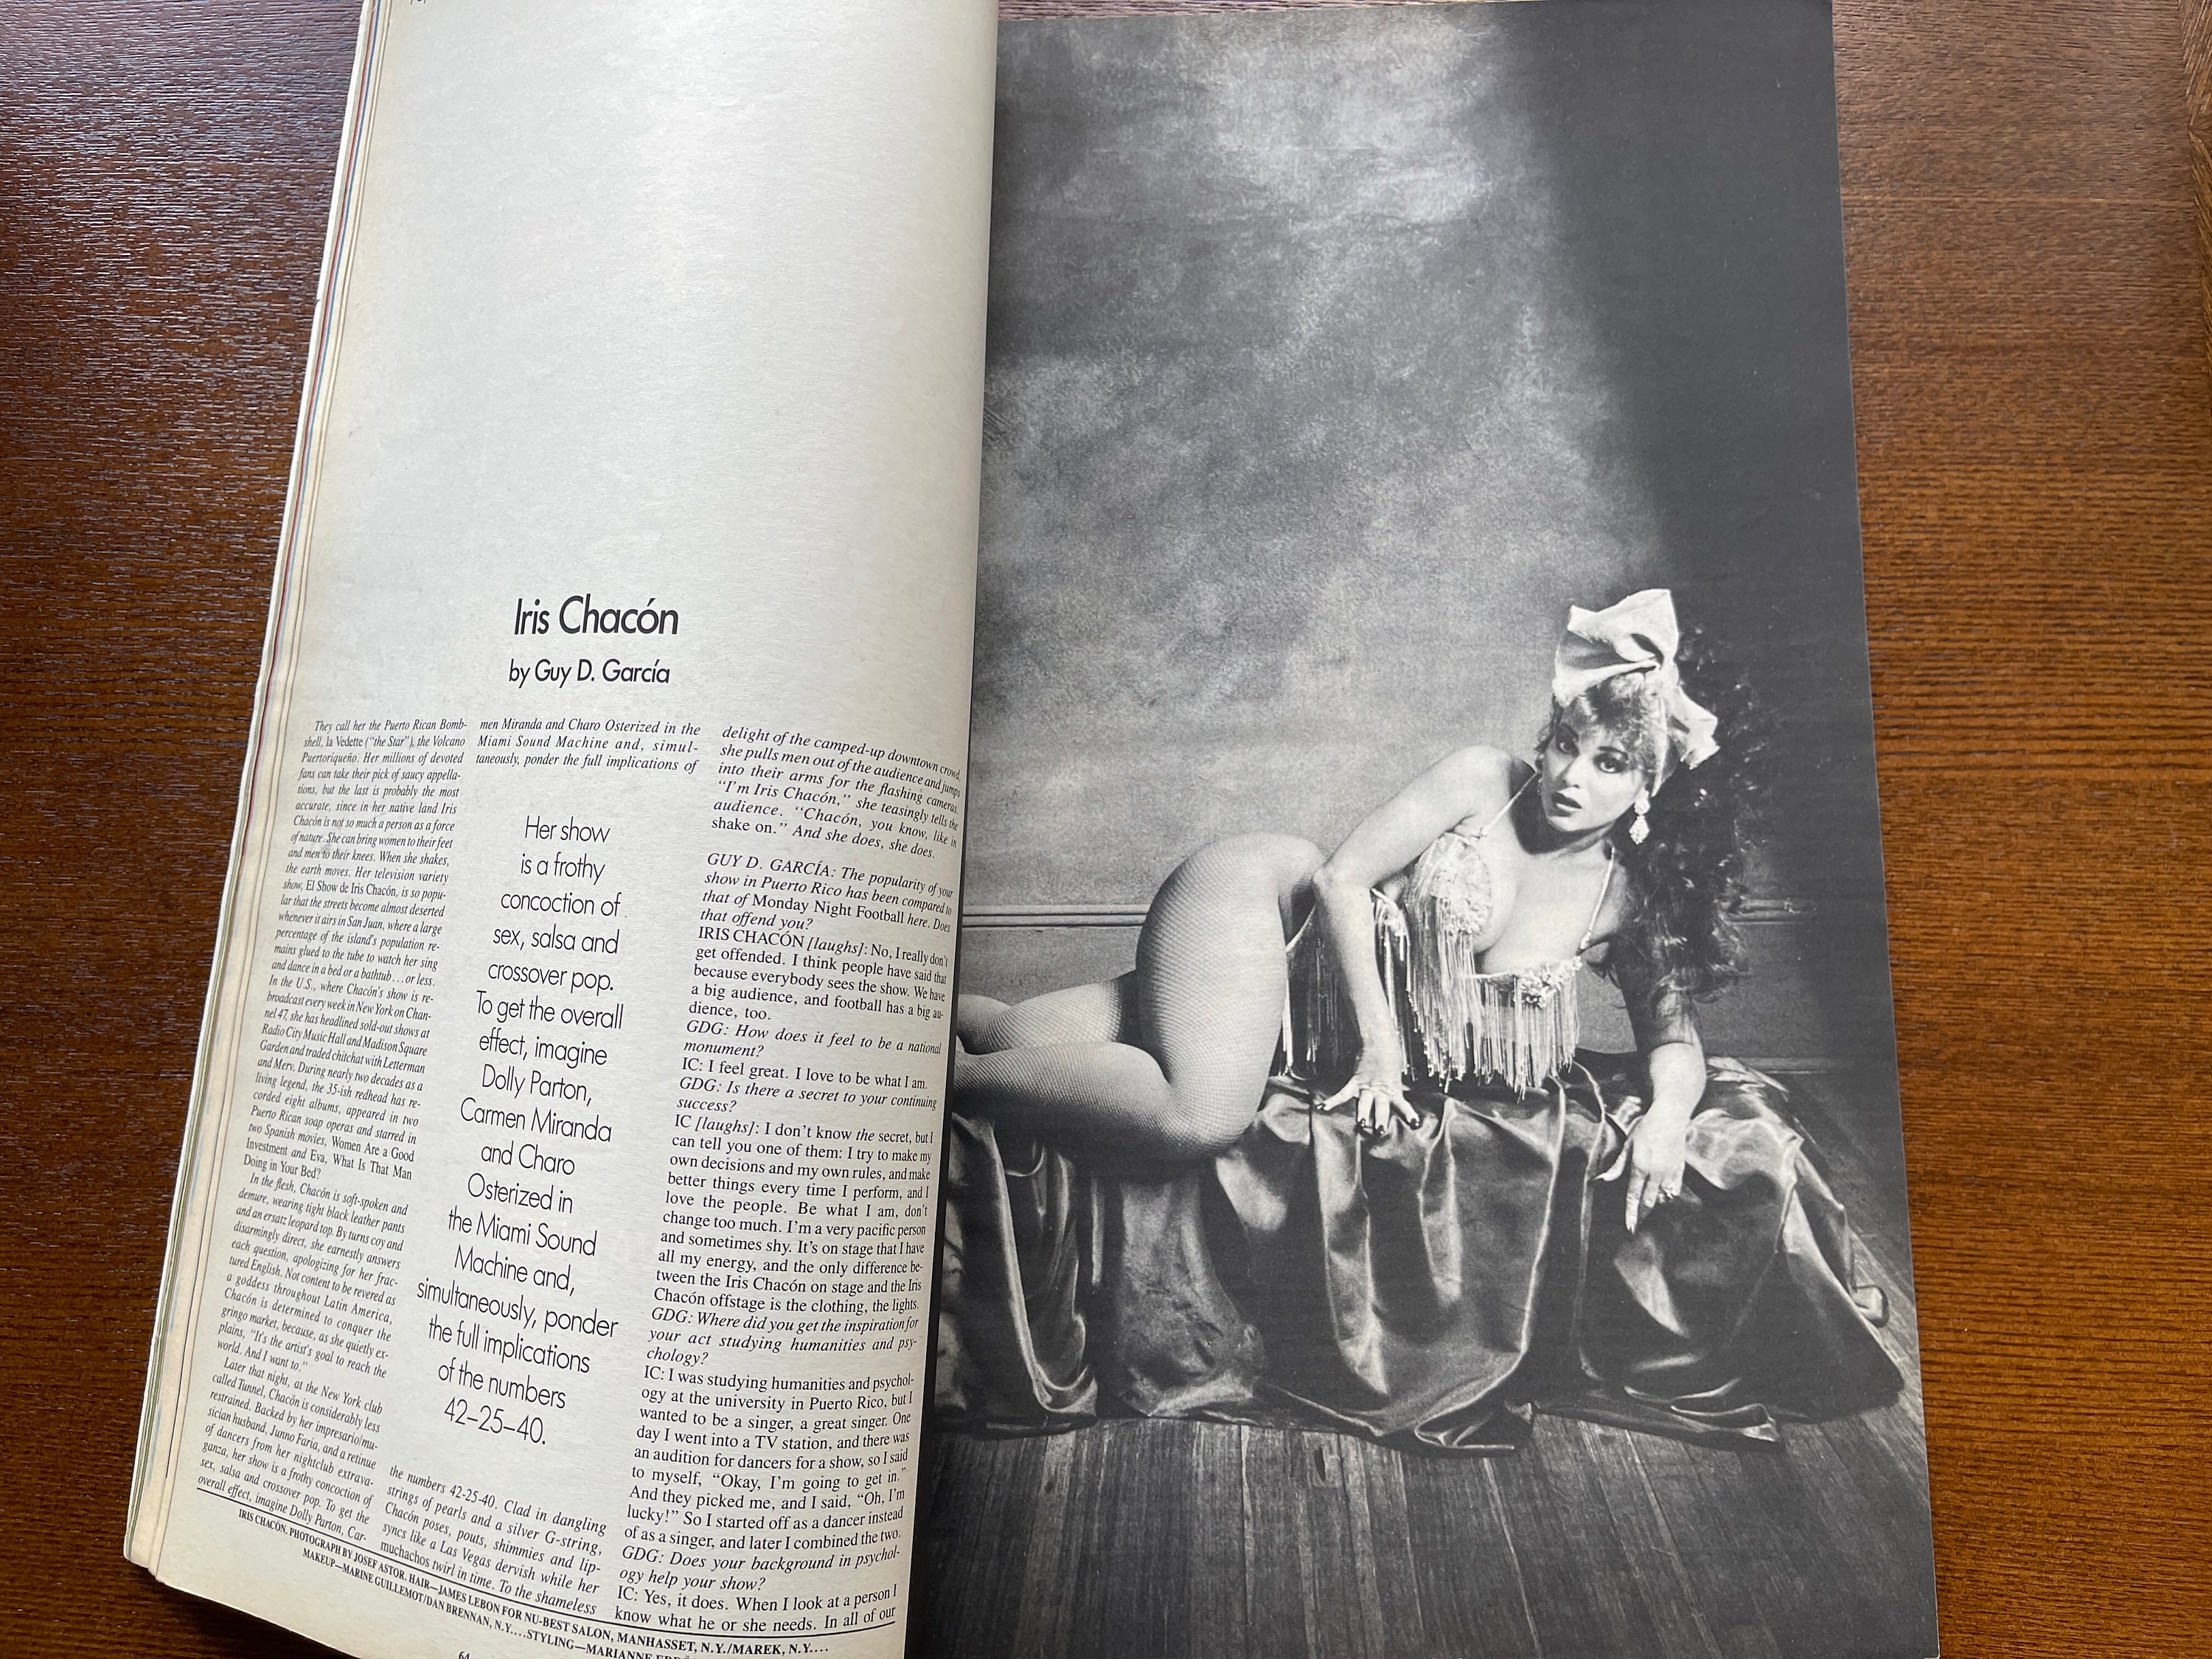 Iris Chacón
by Guy D. García
They call her the Puerto Rican Bomb-
shell, la Vedette ("the Star"), the Volcano
Puertoriqueño. Her millions of devoted
fans can take their pick of saucy appella-
tions, but the last is probably the most
accurate, since in her native land Iris
Chacón is not so much a person as a force
of nature. She can bring women to their feet
and men to their knees. When she shakes,
the earth moves. Her television variety
show, El Show de Iris Chacón, is so popu-
lar that the streets become almost deserted
whenever it airs in San Juan, where a large
percentage of the island's population re-
mains glued to the tube to watch her sing
and dance in a bed or a bathtub...or less.
In the U.S., where Chacón's show is re-
broadcast every week in New York on Chan-
nel 47, she has headlined sold-out shows at
Radio City Music Hall and Madison Square
Garden and traded chitchat with Letterman
and Merv. During nearly two decades as a
living legend, the 35-ish redhead has re-
corded eight albums, appeared in two
Puerto Rican soap operas and starred in
two Spanish movies, Women Are a Good
Investment and Eva, What Is That Man
Doing in Your Bed?
In the flesh, Chacón is soft-spoken and
demure, wearing tight black leather pants
and an ersatz leopard top. By turns coy and
disarmingly direct, she earnestly answers
each question, apologizing for her frac-
tured English. Not content to be revered as
a goddess throughout Latin America,
Chacón is determined to conquer the
gringo market, because, as she quietly ex-
plains, "It's the artist's goal to reach the
world. And I want to."
Later that night, at the New York club
called Tunnel, Chacón is considerably less
restrained. Backed by her impresario/mu-
sician husband, Junno Faria, and a retinue
of dancers from her nightclub extrava-
ganza, her show is a frothy concoction of
sex, salsa and crossover pop. To get the
overall effect, imagine Dolly Parton, Car-
men Miranda and Charo Osterized in the
Miami Sound Machine and, simul-
taneously, ponder the full implications of
Her show
is a frothy
concoction of
sex, salsa and
crossover pop.
To get the overall
effect, imagine
Dolly Parton,
Carmen Miranda
and Charo
Osterized in
the Miami Sound
Machine and,
simultaneously, ponder
the full implications
of the numbers
42–25–40.
the numbers 42-25-40. Clad in dangling
strings of pearls and a silver G-string,
Chacón poses, pouts, shimmies and lip-
syncs like a Las Vegas dervish while her
muchachos twirl in time. To the shameless
delight of the camped-up downtown crowd,
she pulls men out of the audience and jumps
into their arms for the flashing cameras.
"I'm Iris Chacón," she teasingly tells the
audience. "Chacón, you know, like in
shake on." And she does, she does.
GUY D. GARCÍA: The popularity of your
show in Puerto Rico has been compared to
that of Monday Night Football here. Does
that offend you?
IRIS CHACÓN [laughs]: No, I really don't
get offended. I think people have said that
because everybody sees the show. We have
a big audience, and football has a big au-
dience, too.
GDG: How does it feel to be a national
monument?
IC: I feel great. I love to be what I am.
GDG: Is there a secret to your continuing
success?
IC [laughs]: I don't know the secret, but I
can tell you one of them: I try to make my
own decisions and my own rules, and make
better things every time I perform, and I
love the people. Be what I am, don't
change too much. I'm a very pacific person
and sometimes shy. It's on stage that I have
all my energy, and the only difference be-
tween the Iris Chacón on stage and the Iris
Chacón offstage is the clothing, the lights.
GDG: Where did you get the inspiration for
your act studying humanities and psy-
chology?
IC: I was studying humanities and psychol-
ogy at the university in Puerto Rico, but I
wanted to be a singer, a great singer. One
day I went into a TV station, and there was
an audition for dancers for a show, so I said
to myself, "Okay, I'm going to get in."
And they picked me, and I said, "Oh, I'm
lucky!" So I started off as a dancer instead
of as a singer, and later I combined the two.
GDG: Does your background in psychol-
ogy help your show?
IC: Yes, it does. When I look at a person I
know what he or she needs. In all of our
IRIS CHACÓN. PHOTOGRAPH BY JOSEF ASTOR. HAIR—JAMES LEBON FOR NU-BEST SALON, MANHASSET, N.Y./MAREK, N.Y....
MAKEUP—MARINE GUILLEMOT/DAN BRENNAN, N.Y....STYLING—MARIANNE
64